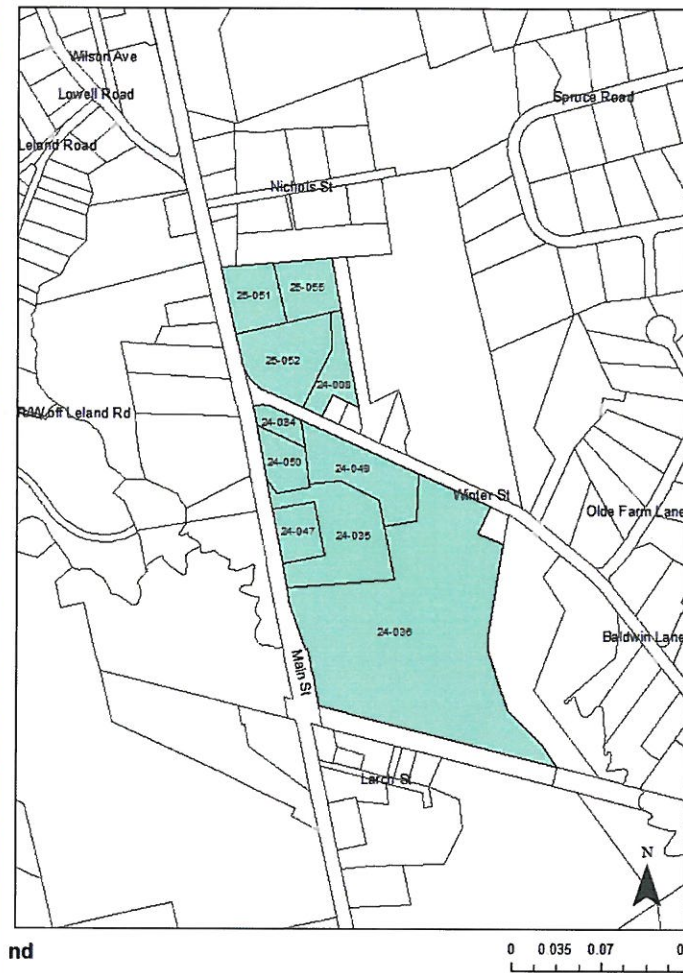 Wilson Ave
Lowell Road
Spruce Road
Leland Road
Nichols St
25-051
25-055
25-052
24-008
R/W off Leland Rd
24-034
24-050
24-049
Winter St
Olde Farm Lane
24-047
24-035
24-036
Baldwin Lane
Main St
Larch St
N
nd
0 0.035 0.07 0